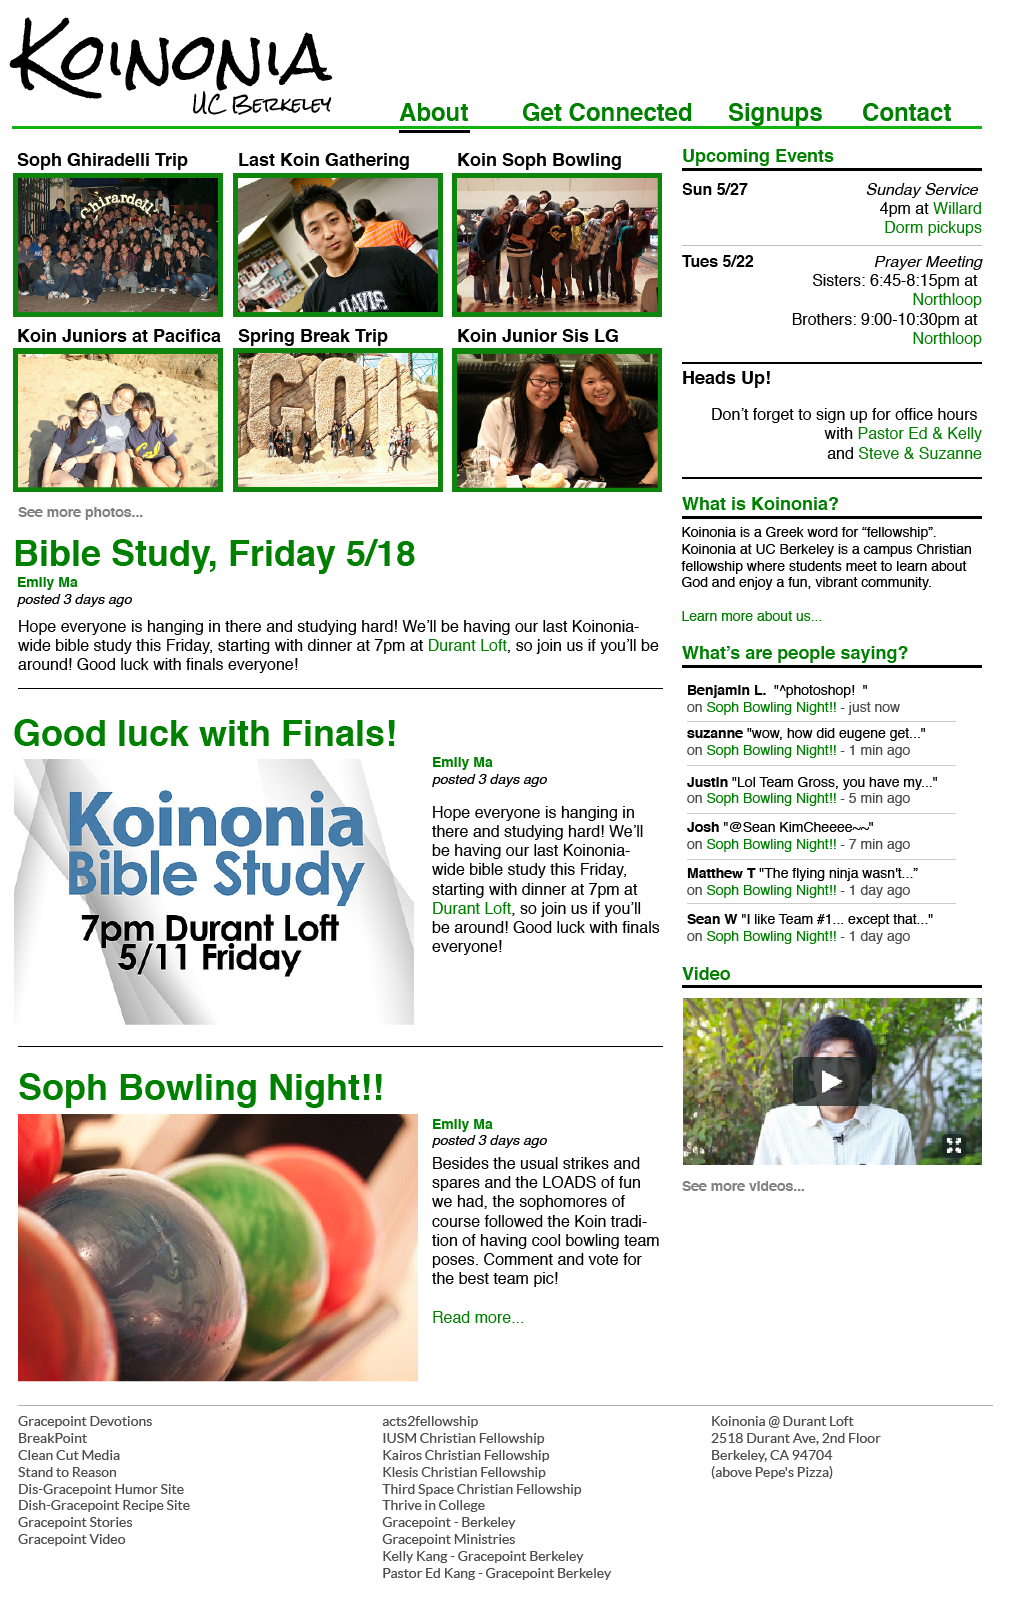 Koinonia
UC Berkeley
About
Get Connected
Signups
Contact
Soph Ghiradelli Trip
Last Koin Gathering
Koin Soph Bowling
Ghirardelli
DAVIS
Koin Juniors at Pacifica
Spring Break Trip
Koin Junior Sis LG
Cal
See more photos...
Bible Study, Friday 5/18
Emily Ma
posted 3 days ago
Hope everyone is hanging in there and studying hard! We’ll be having our last Koinonia-
wide bible study this Friday, starting with dinner at 7pm at Durant Loft, so join us if you’ll be
around! Good luck with finals everyone!
Good luck with Finals!
Koinonia
Bible Study
7pm Durant Loft
5/11 Friday
Emily Ma
posted 3 days ago
Hope everyone is hanging in
there and studying hard! We’ll
be having our last Koinonia-
wide bible study this Friday,
starting with dinner at 7pm at
Durant Loft, so join us if you’ll
be around! Good luck with finals
everyone!
Soph Bowling Night!!
Emily Ma
posted 3 days ago
Besides the usual strikes and
spares and the LOADS of fun
we had, the sophomores of
course followed the Koin tradi-
tion of having cool bowling team
poses. Comment and vote for
the best team pic!
Read more...
Upcoming Events
Sun 5/27
Sunday Service
4pm at Willard
Dorm pickups
Tues 5/22
Prayer Meeting
Sisters: 6:45-8:15pm at
Northloop
Brothers: 9:00-10:30pm at
Northloop
Heads Up!
Don’t forget to sign up for office hours
with Pastor Ed & Kelly
and Steve & Suzanne
What is Koinonia?
Koinonia is a Greek word for “fellowship”.
Koinonia at UC Berkeley is a campus Christian
fellowship where students meet to learn about
God and enjoy a fun, vibrant community.
Learn more about us...
What’s are people saying?
Benjamin L. "^photoshop! "
on Soph Bowling Night!! - just now
suzanne "wow, how did eugene get..."
on Soph Bowling Night!! - 1 min ago
Justin "Lol Team Gross, you have my..."
on Soph Bowling Night!! - 5 min ago
Josh "@Sean KimCheeee~~"
on Soph Bowling Night!! - 7 min ago
Matthew T "The flying ninja wasn't...”
on Soph Bowling Night!! - 1 day ago
Sean W "I like Team #1... except that..."
on Soph Bowling Night!! - 1 day ago
Video
See more videos...
Gracepoint Devotions
BreakPoint
Clean Cut Media
Stand to Reason
Dis-Gracepoint Humor Site
Dish-Gracepoint Recipe Site
Gracepoint Stories
Gracepoint Video
acts2fellowship
IUSM Christian Fellowship
Kairos Christian Fellowship
Klesis Christian Fellowship
Third Space Christian Fellowship
Thrive in College
Gracepoint - Berkeley
Gracepoint Ministries
Kelly Kang - Gracepoint Berkeley
Pastor Ed Kang - Gracepoint Berkeley
Koinonia @ Durant Loft
2518 Durant Ave, 2nd Floor
Berkeley, CA 94704
(above Pepe's Pizza)